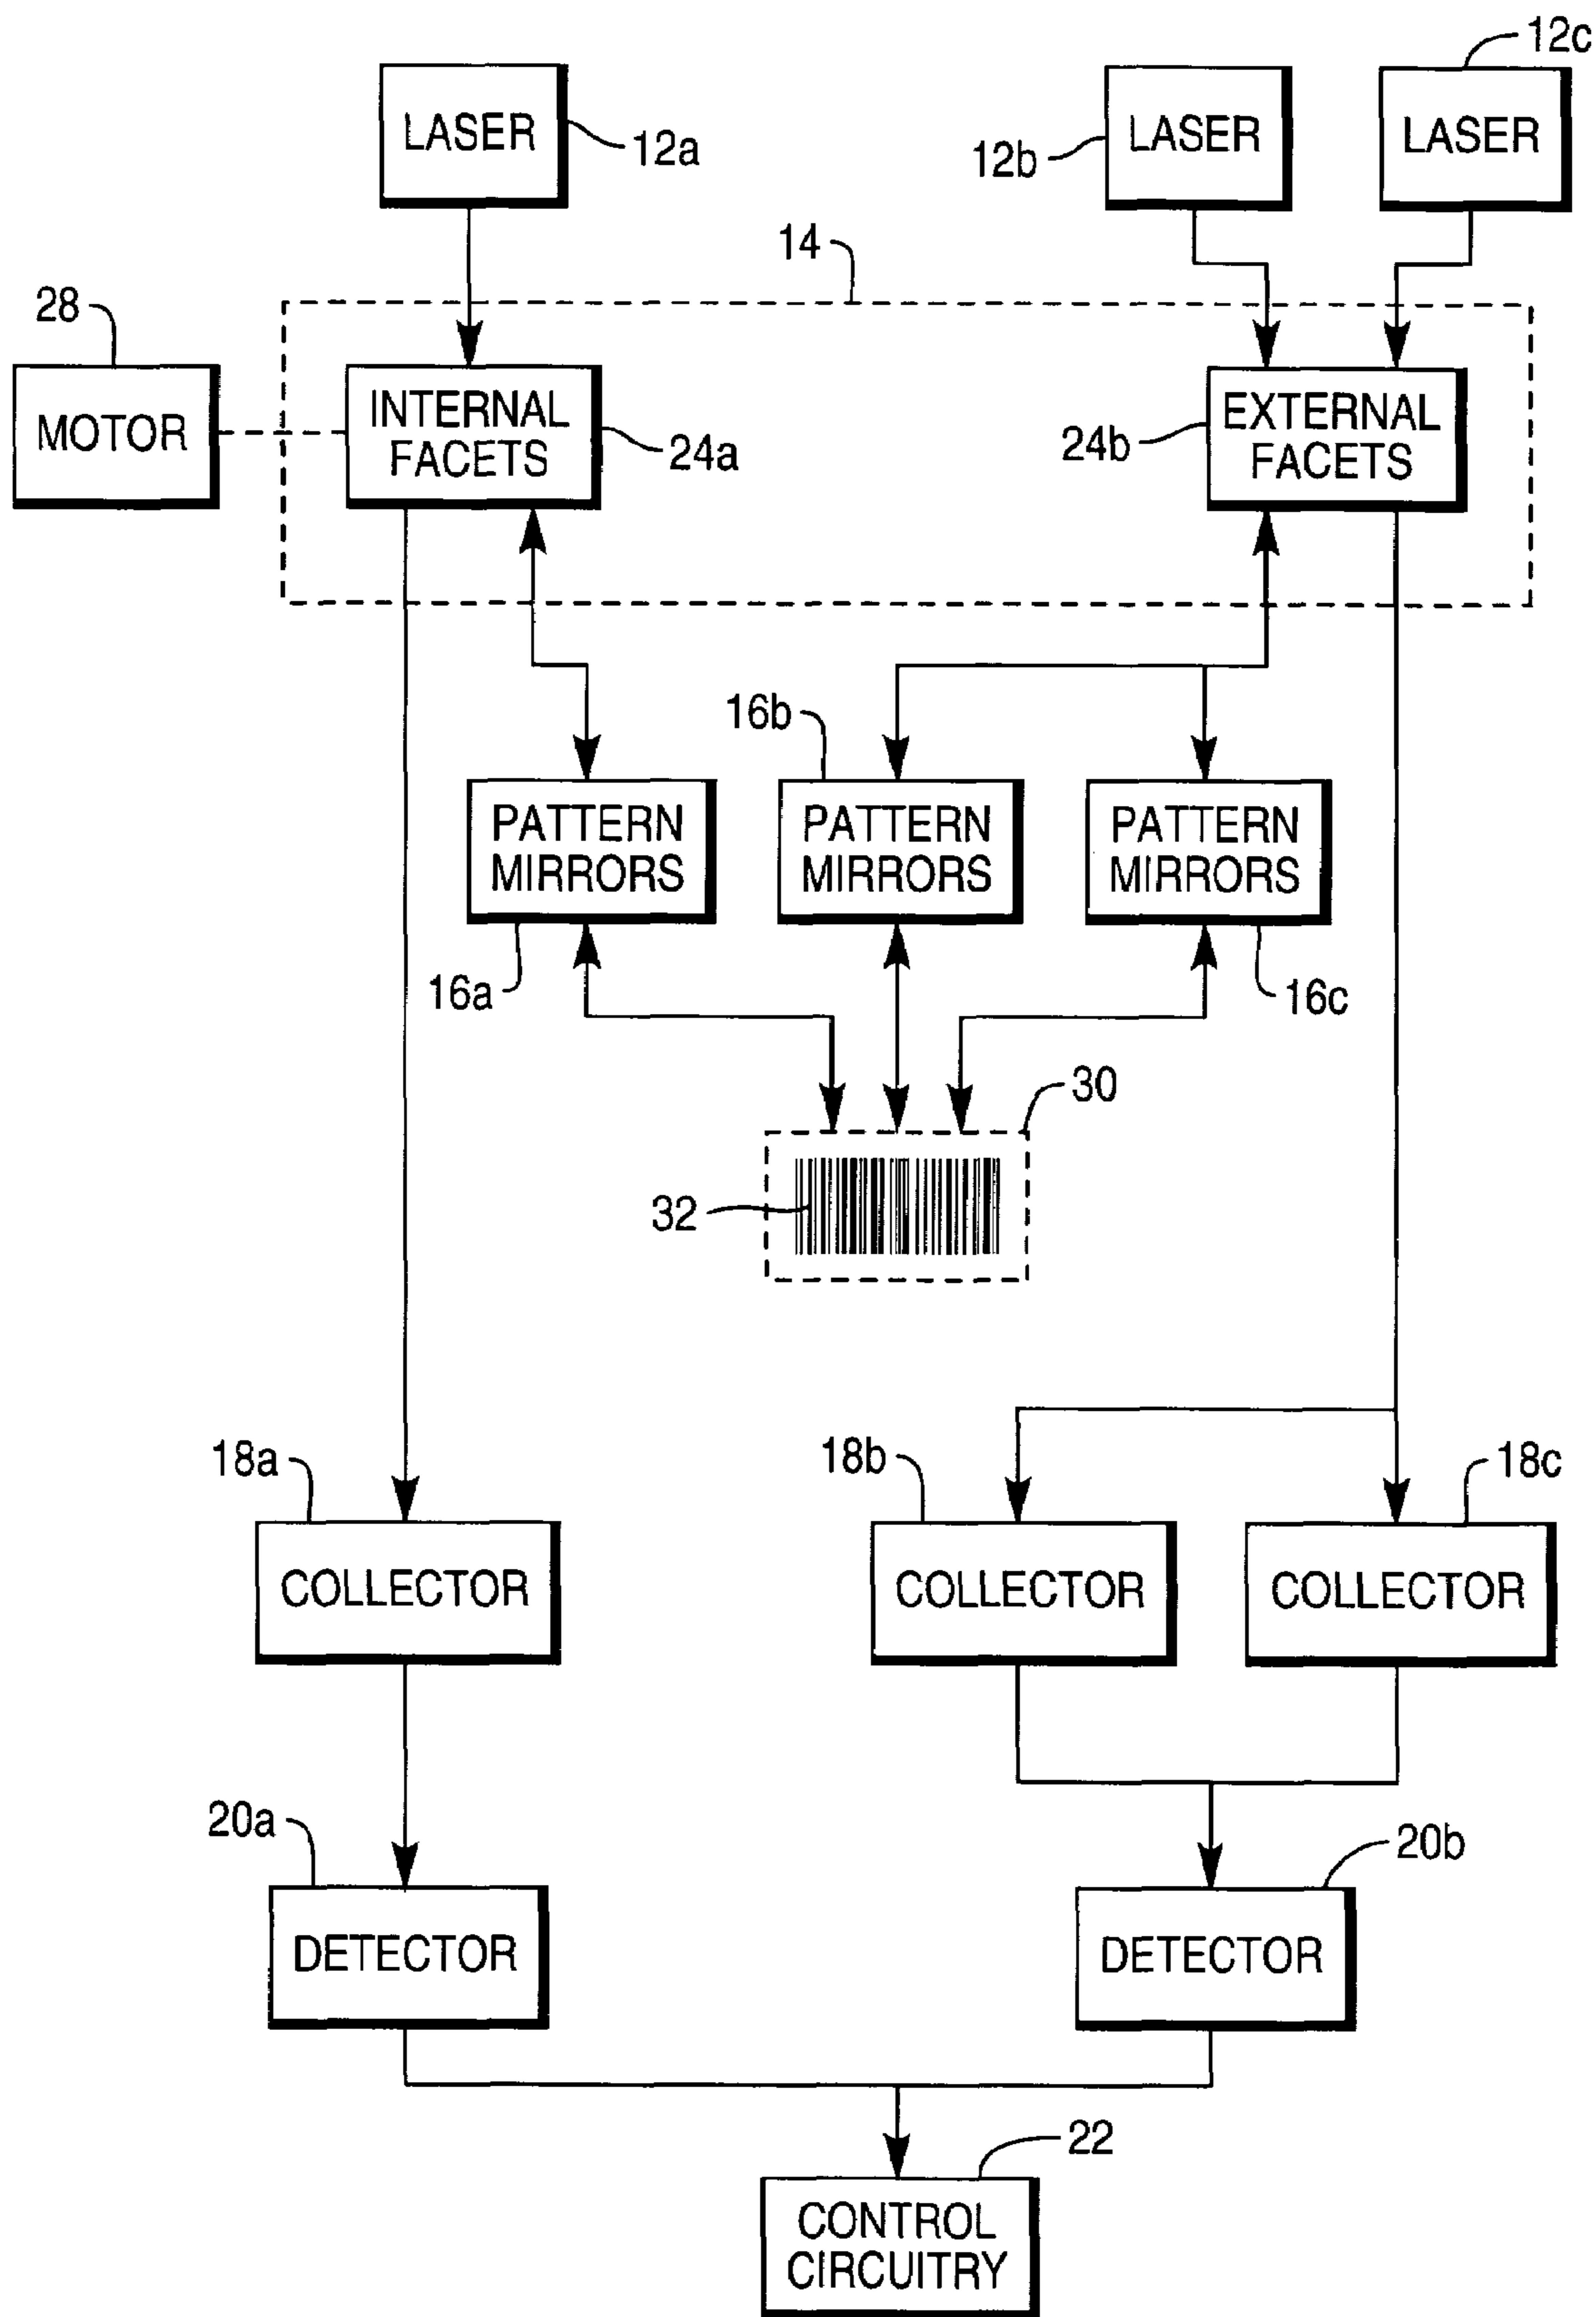 12c
LASER
12a
12b
LASER
LASER
14
28
MOTOR
INTERNAL
FACETS
24a
24b
EXTERNAL
FACETS
16b
PATTERN
MIRRORS
PATTERN
MIRRORS
PATTERN
MIRRORS
16a
16c
30
32
18a
18b
18c
COLLECTOR
COLLECTOR
COLLECTOR
20a
20b
DETECTOR
DETECTOR
22
CONTROL
CIRCUITRY